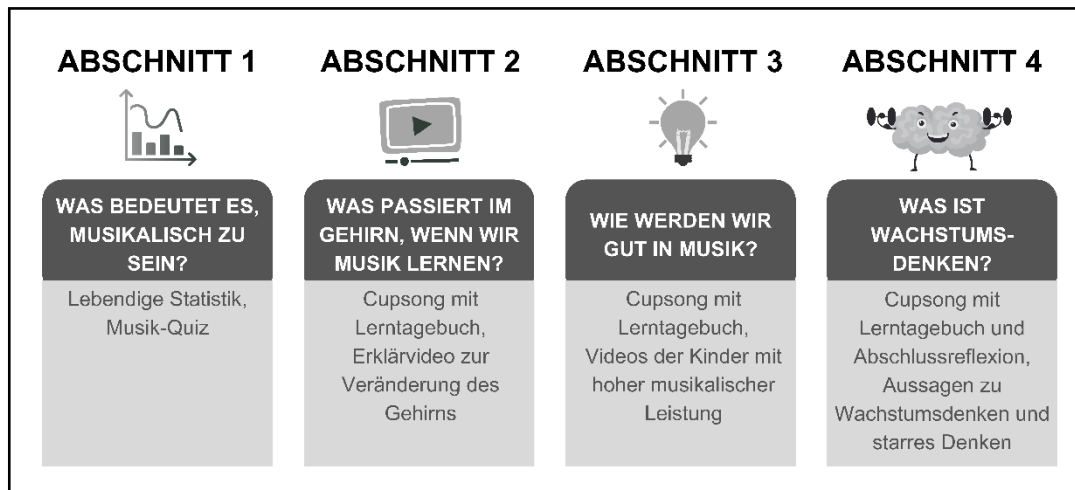 ABSCHNITT 1
WAS BEDEUTET ES,
MUSIKALISCH ZU
SEIN?
Lebendige Statistik,
Musik-Quiz
ABSCHNITT 2
WAS PASSIERT IM
GEHIRN, WENN WIR
MUSIK LERNEN?
Cupsong mit
Lerntagebuch,
Erklärvideo zur
Veränderung des
Gehirns
ABSCHNITT 3
WIE WERDEN WIR
GUT IN MUSIK?
Cupsong mit
Lerntagebuch,
Videos der Kinder mit
hoher musikalischer
Leistung
ABSCHNITT 4
WAS IST
WACHSTUMS-
DENKEN?
Cupsong mit
Lerntagebuch und
Abschlussreflexion,
Aussagen zu
Wachstumsdenken und
starres Denken